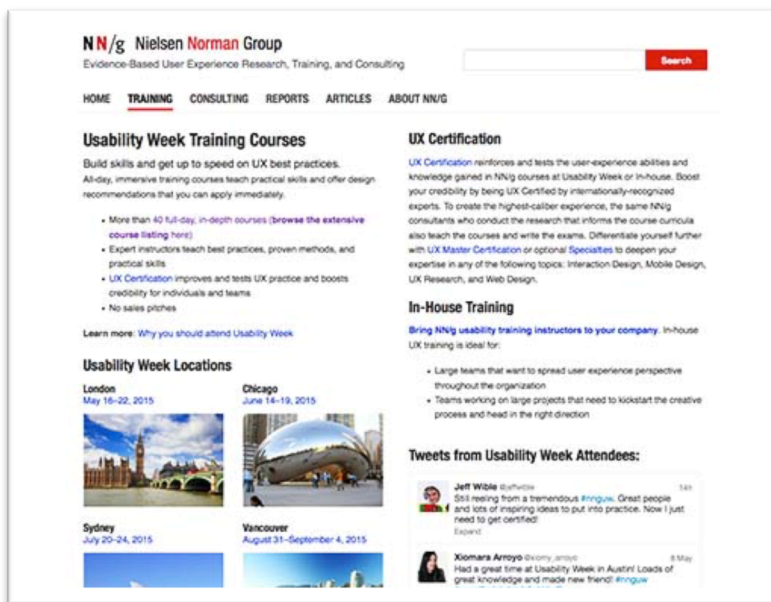 NN/g Nielsen Norman Group
Evidence-Based User Experience Research, Training, and Consulting
Search
HOME TRAINING CONSULTING REPORTS ARTICLES ABOUT NN/G
Usability Week Training Courses
Build skills and get up to speed on UX best practices.
All-day, immersive training courses teach practical skills and offer design
recommendations that you can apply immediately.
• More than 40 full-day, in-depth courses (browse the extensive
course listing here)
• Expert instructors teach best practices, proven methods, and
practical skills
• UX Certification improves and tests UX practice and boosts
credibility for individuals and teams
• No sales pitches
Learn more: Why you should attend Usability Week
Usability Week Locations
London
May 16–22, 2015
Chicago
June 14–19, 2015
Sydney
July 20–24, 2015
Vancouver
August 31–September 4, 2015
UX Certification
UX Certification reinforces and tests the user-experience abilities and
knowledge gained in NN/g courses at Usability Week or In-house. Boost
your credibility by being UX Certified by internationally-recognized
experts. To create the highest-caliber experience, the same NN/g
consultants who conduct the research that informs the course curricula
also teach the courses and write the exams. Differentiate yourself further
with UX Master Certification or optional Specialties to deepen your
expertise in any of the following topics: Interaction Design, Mobile Design,
UX Research, and Web Design.
In-House Training
Bring NN/g usability training instructors to your company. In-house
UX training is ideal for:
• Large teams that want to spread user experience perspective
throughout the organization
• Teams working on large projects that need to kickstart the creative
process and head in the right direction
Tweets from Usability Week Attendees:
Jeff Wible @jeffwible 14h
Still reeling from a tremendous #nnguw. Great people
and lots of inspiring ideas to put into practice. Now I just
need to get certified!
Expand
Xiomara Arroyo @xiomy_arroyo 8 May
Had a great time at Usability Week in Austin! Loads of
great knowledge and made new friend! #nnguw